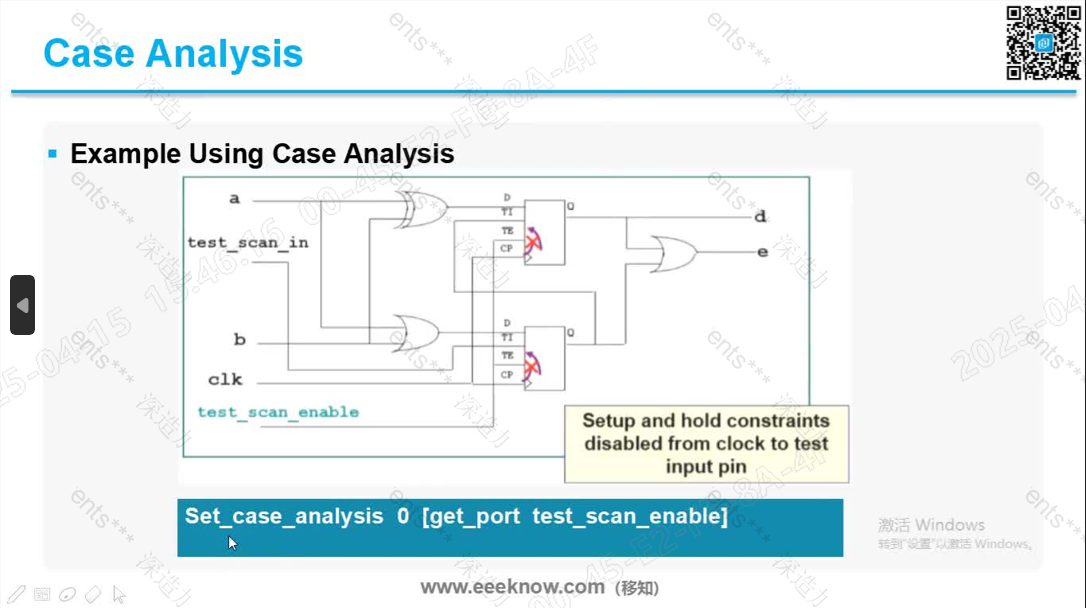 Case Analysis
Example Using Case Analysis
a
test_scan_in
b
clk
test_scan_enable
D
TI
TE
CP
Q
D
TI
TE
CP
Q
d
e
Setup and hold constraints
disabled from clock to test
input pin
Set_case_analysis 0 [get_port test_scan_enable]
激活 Windows
转到"设置"以激活 Windows。
www.eeeknow.com (移知)